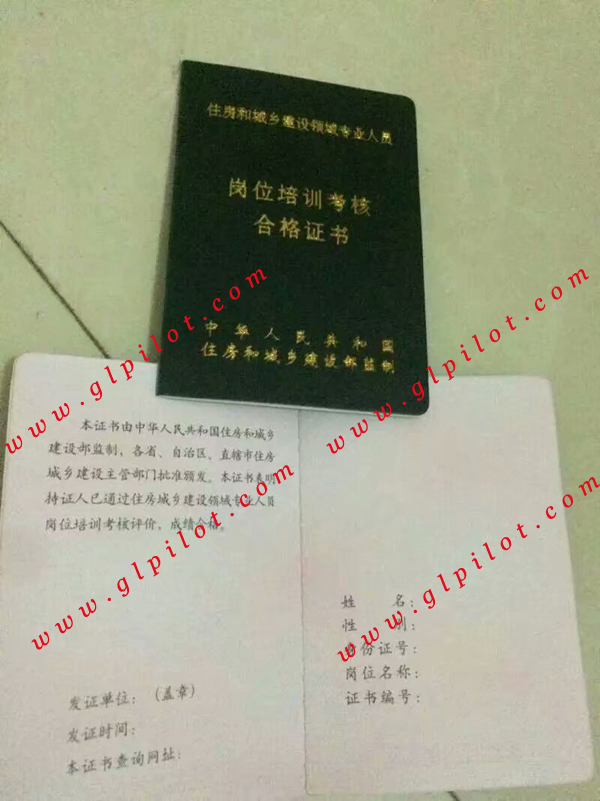 住房和城乡建设领域专业人员
岗位培训考核
合格证书
中华人民共和国
住房和城乡建设部监制
本证书由中华人民共和国住房和城乡
建设部监制，各省、自治区、直辖市住房
城乡建设主管部门批准颁发。本证书表明
持证人已通过住房城乡建设领域专业人员
岗位培训考核评价，成绩合格。
发证单位：（盖章）
发证时间：
本证书查询网址：
姓 名：
性 别：
身份证号：
岗位名称：
证书编号：
www.glpilot.com
www.glpilot.com
www.glpilot.com
www.glpilot.com